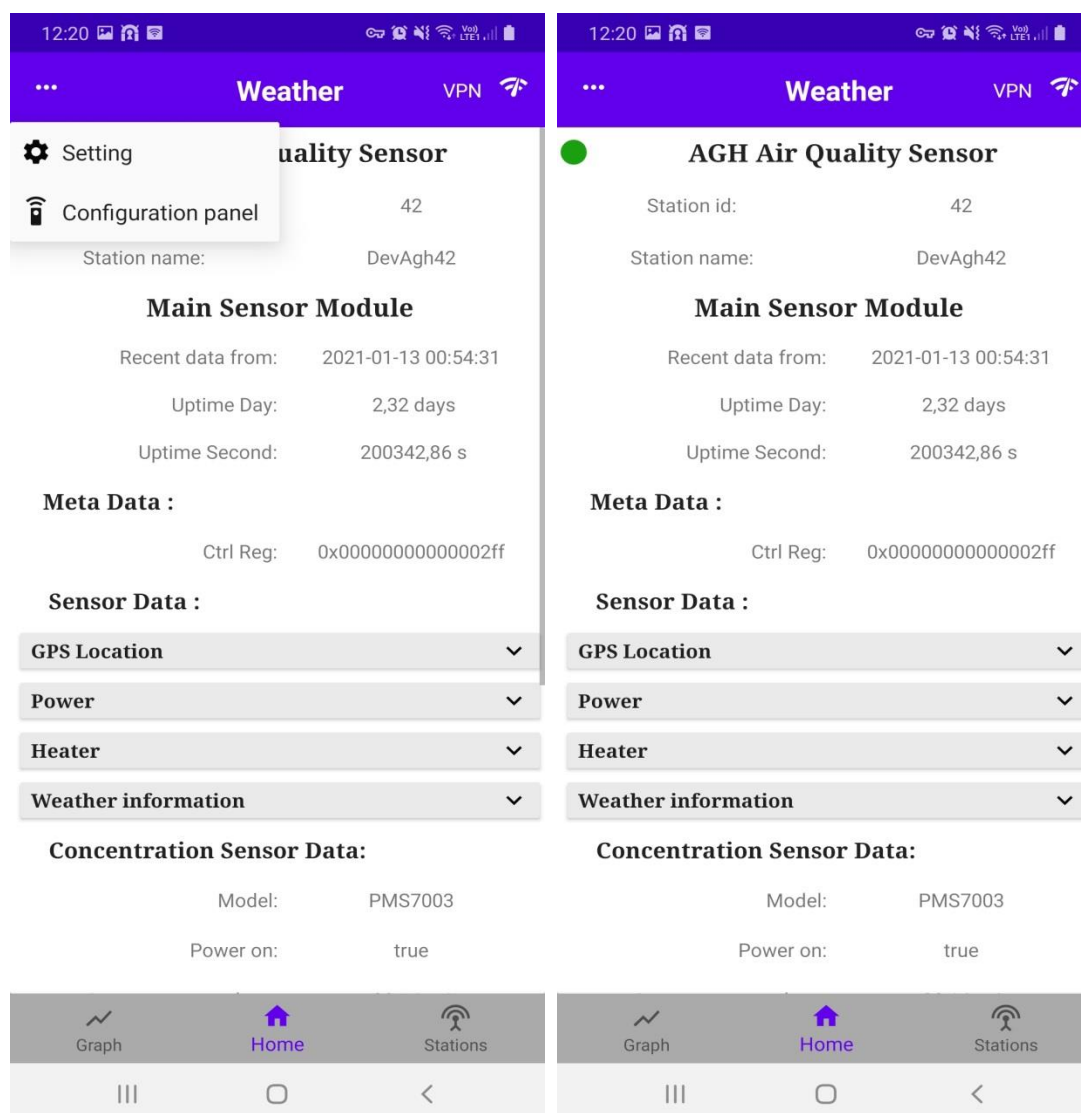 12:20 Vo)) LTE1
... Weather VPN
Setting uality Sensor
42
Configuration panel
Station name: DevAgh42
Main Sensor Module
Recent data from: 2021-01-13 00:54:31
Uptime Day: 2,32 days
Uptime Second: 200342,86 s
Meta Data :
Ctrl Reg: 0x00000000000002ff
Sensor Data :
GPS Location
Power
Heater
Weather information
Concentration Sensor Data:
Model: PMS7003
Power on: true
Graph Home Stations
12:20 Vo)) LTE1
... Weather VPN
AGH Air Quality Sensor
Station id: 42
Station name: DevAgh42
Main Sensor Module
Recent data from: 2021-01-13 00:54:31
Uptime Day: 2,32 days
Uptime Second: 200342,86 s
Meta Data :
Ctrl Reg: 0x00000000000002ff
Sensor Data :
GPS Location
Power
Heater
Weather information
Concentration Sensor Data:
Model: PMS7003
Power on: true
Graph Home Stations